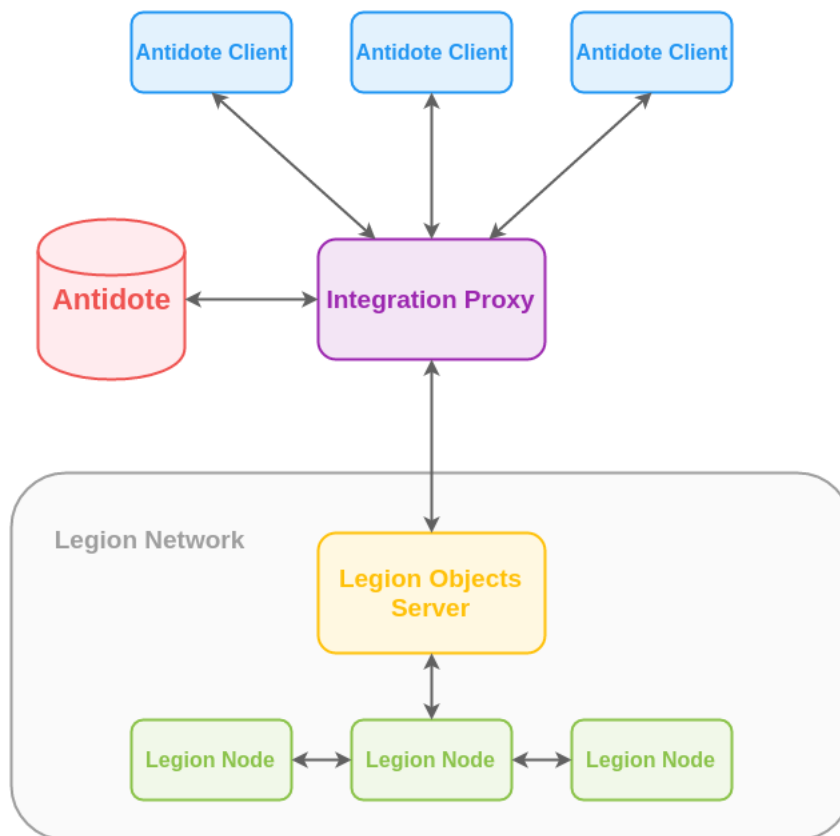 Antidote Client
Antidote Client
Antidote Client
Antidote
Integration Proxy
Legion Network
Legion Objects
Server
Legion Node
Legion Node
Legion Node